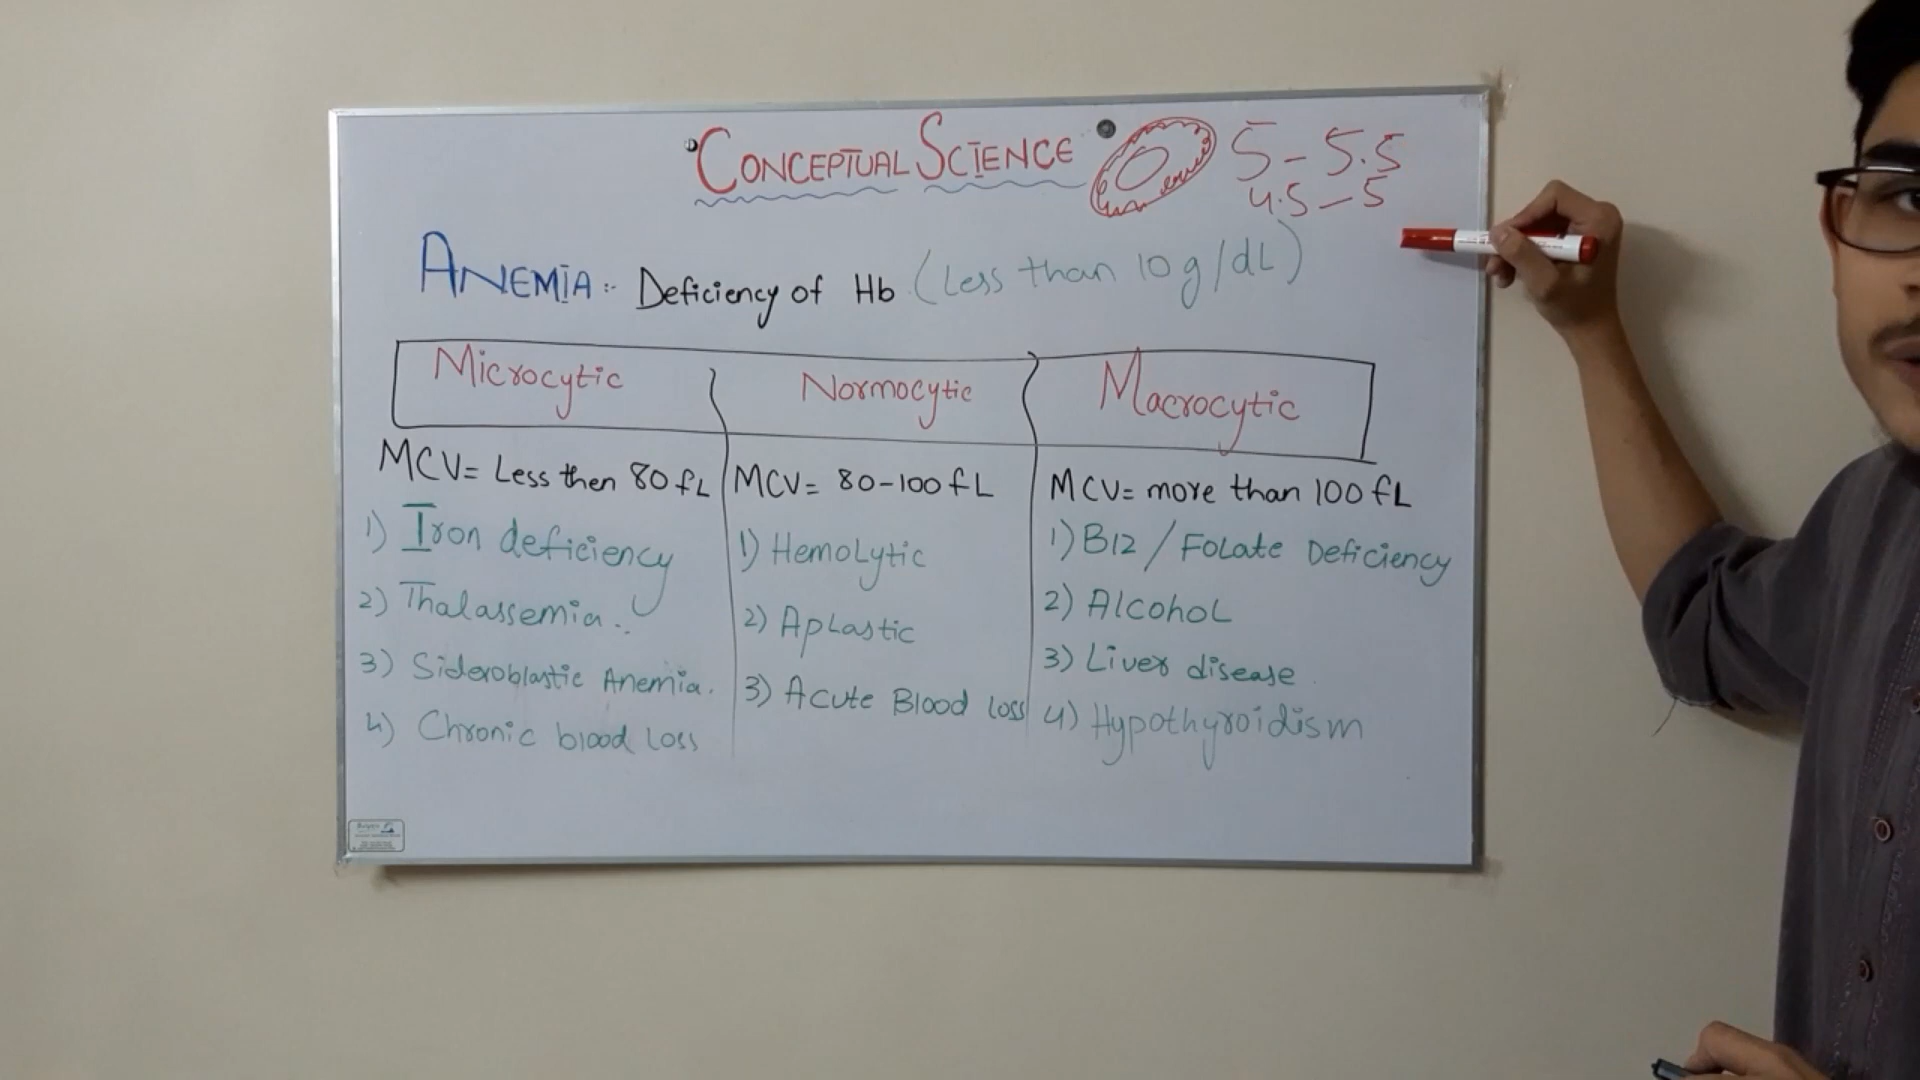 CONCEPTUAL SCIENCE
5 - 5.5
4.5 - 5
ANEMIA :- Deficiency of Hb (Less than 10 g/dL)
Microcytic
MCV= Less then 80 fL
1) Iron deficiency
2) Thalassemia..
3) Sideroblastic Anemia.
4) Chronic blood Loss
Normocytic
MCV= 80-100 fL
1) Hemolytic
2) Aplastic
3) Acute Blood loss
Macrocytic
MCV= more than 100 fL
1) B12 / Folate Deficiency
2) Alcohol
3) Liver disease
4) Hypothyroidism